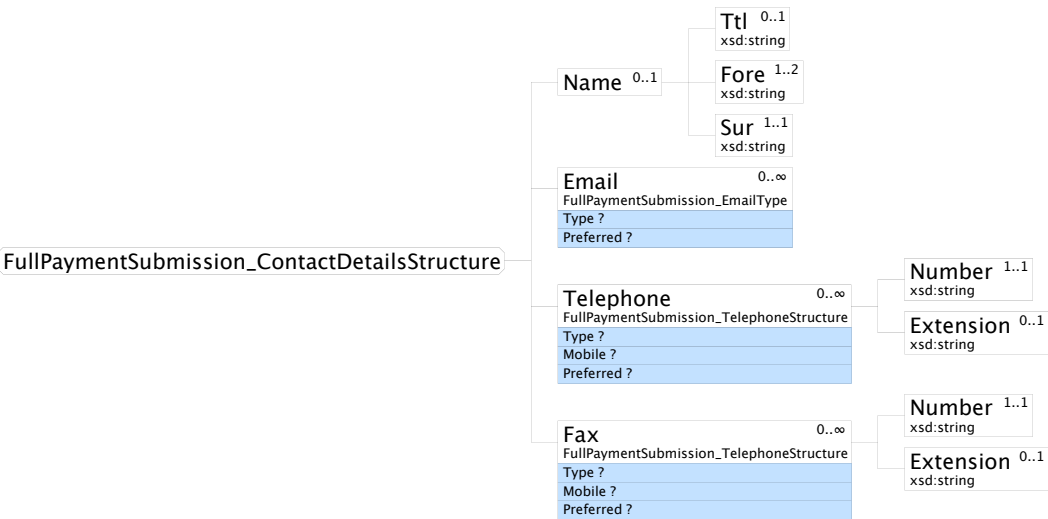 Ttl 0..1
xsd:string
Name 0..1
Fore 1..2
xsd:string
Sur 1..1
xsd:string
Email 0..∞
FullPaymentSubmission_EmailType
Type ?
Preferred ?
FullPaymentSubmission_ContactDetailsStructure
Telephone 0..∞
FullPaymentSubmission_TelephoneStructure
Type ?
Mobile ?
Preferred ?
Number 1..1
xsd:string
Extension 0..1
xsd:string
Fax 0..∞
FullPaymentSubmission_TelephoneStructure
Type ?
Mobile ?
Preferred ?
Number 1..1
xsd:string
Extension 0..1
xsd:string